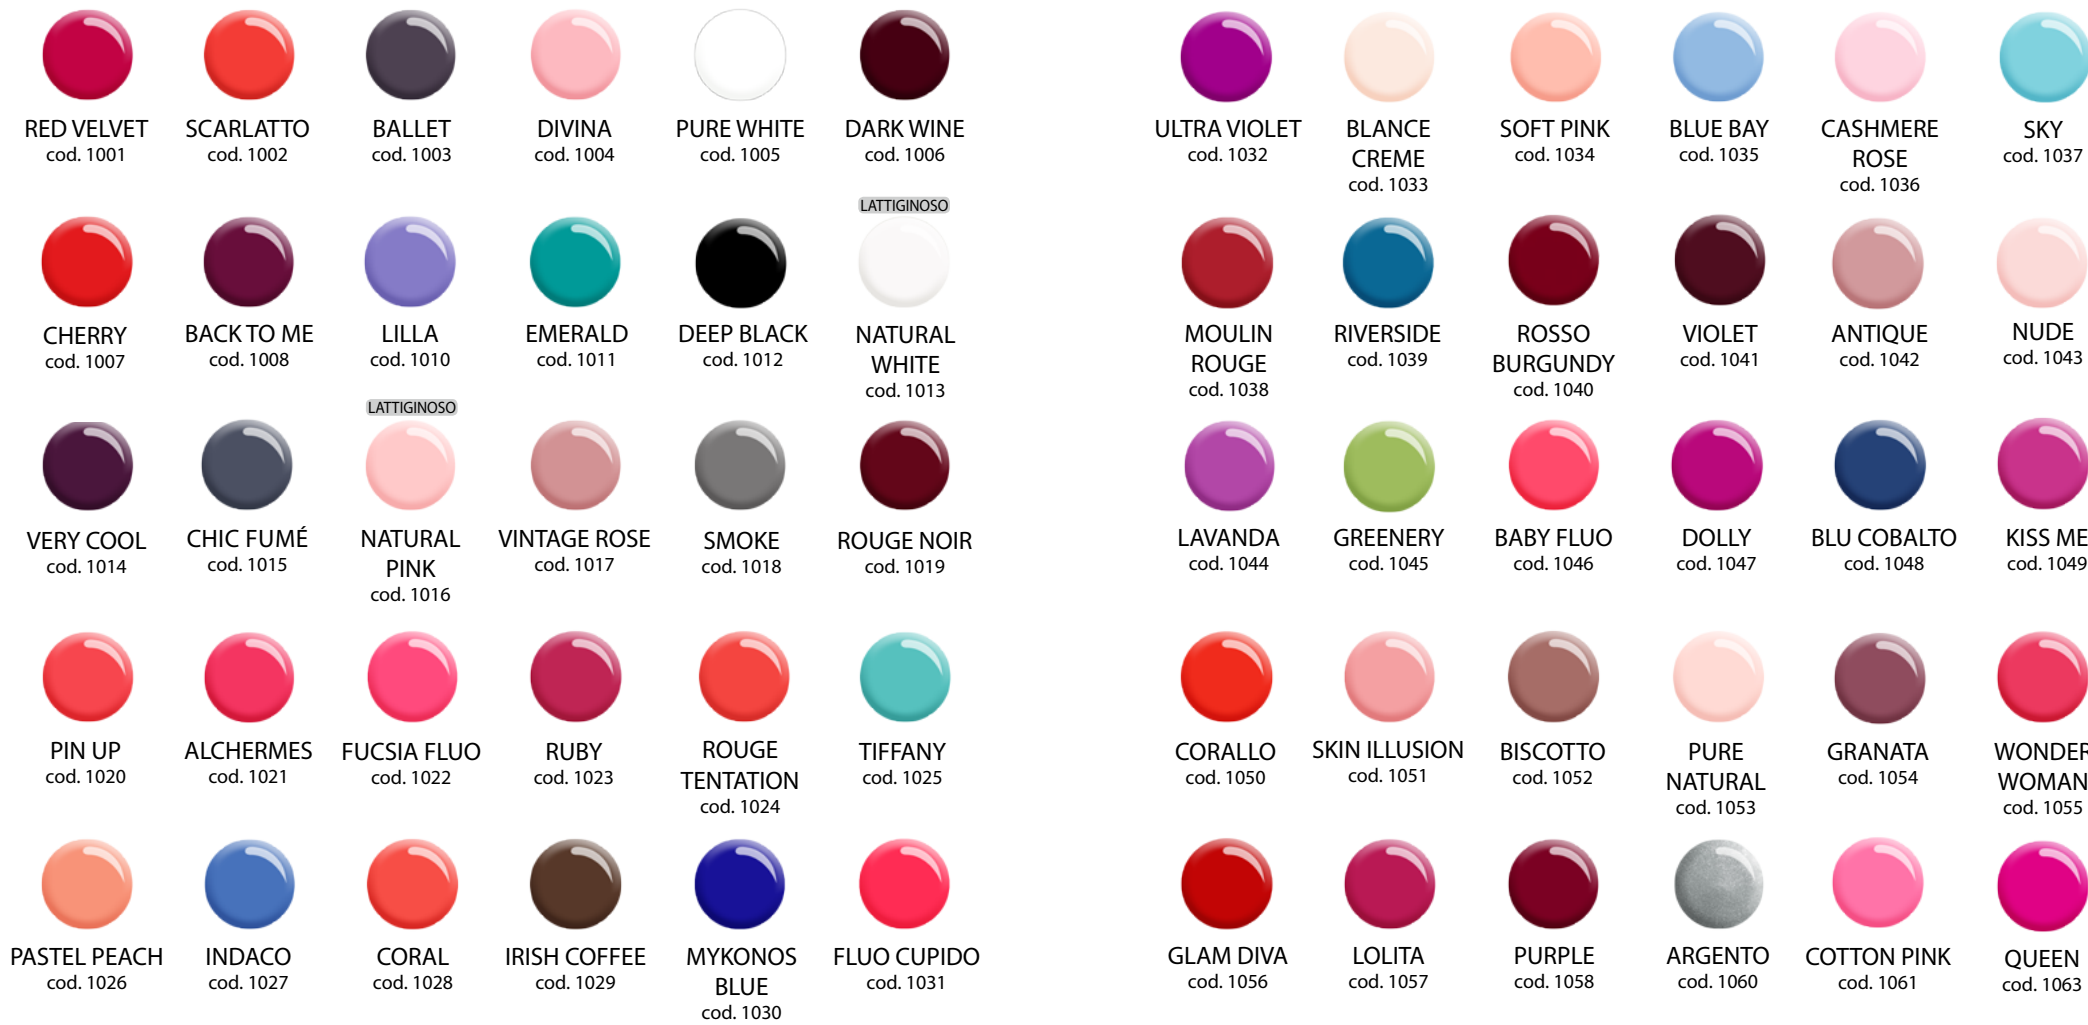 RED VELVET
cod. 1001
SCARLATTO
cod. 1002
BALLET
cod. 1003
DIVINA
cod. 1004
PURE WHITE
cod. 1005
DARK WINE
cod. 1006
CHERRY
cod. 1007
BACK TO ME
cod. 1008
LILLA
cod. 1010
EMERALD
cod. 1011
DEEP BLACK
cod. 1012
LATTIGINOSO
NATURAL
WHITE
cod. 1013
VERY COOL
cod. 1014
CHIC FUMÉ
cod. 1015
LATTIGINOSO
NATURAL
PINK
cod. 1016
VINTAGE ROSE
cod. 1017
SMOKE
cod. 1018
ROUGE NOIR
cod. 1019
PIN UP
cod. 1020
ALCHERMES
cod. 1021
FUCSIA FLUO
cod. 1022
RUBY
cod. 1023
ROUGE
TENTATION
cod. 1024
TIFFANY
cod. 1025
PASTEL PEACH
cod. 1026
INDACO
cod. 1027
CORAL
cod. 1028
IRISH COFFEE
cod. 1029
MYKONOS
BLUE
cod. 1030
FLUO CUPIDO
cod. 1031
ULTRA VIOLET
cod. 1032
BLANCE
CREME
cod. 1033
SOFT PINK
cod. 1034
BLUE BAY
cod. 1035
CASHMERE
ROSE
cod. 1036
SKY
cod. 1037
MOULIN
ROUGE
cod. 1038
RIVERSIDE
cod. 1039
ROSSO
BURGUNDY
cod. 1040
VIOLET
cod. 1041
ANTIQUE
cod. 1042
NUDE
cod. 1043
LAVANDA
cod. 1044
GREENERY
cod. 1045
BABY FLUO
cod. 1046
DOLLY
cod. 1047
BLU COBALTO
cod. 1048
KISS ME
cod. 1049
CORALLO
cod. 1050
SKIN ILLUSION
cod. 1051
BISCOTTO
cod. 1052
PURE
NATURAL
cod. 1053
GRANATA
cod. 1054
WONDER
WOMAN
cod. 1055
GLAM DIVA
cod. 1056
LOLITA
cod. 1057
PURPLE
cod. 1058
ARGENTO
cod. 1060
COTTON PINK
cod. 1061
QUEEN
cod. 1063